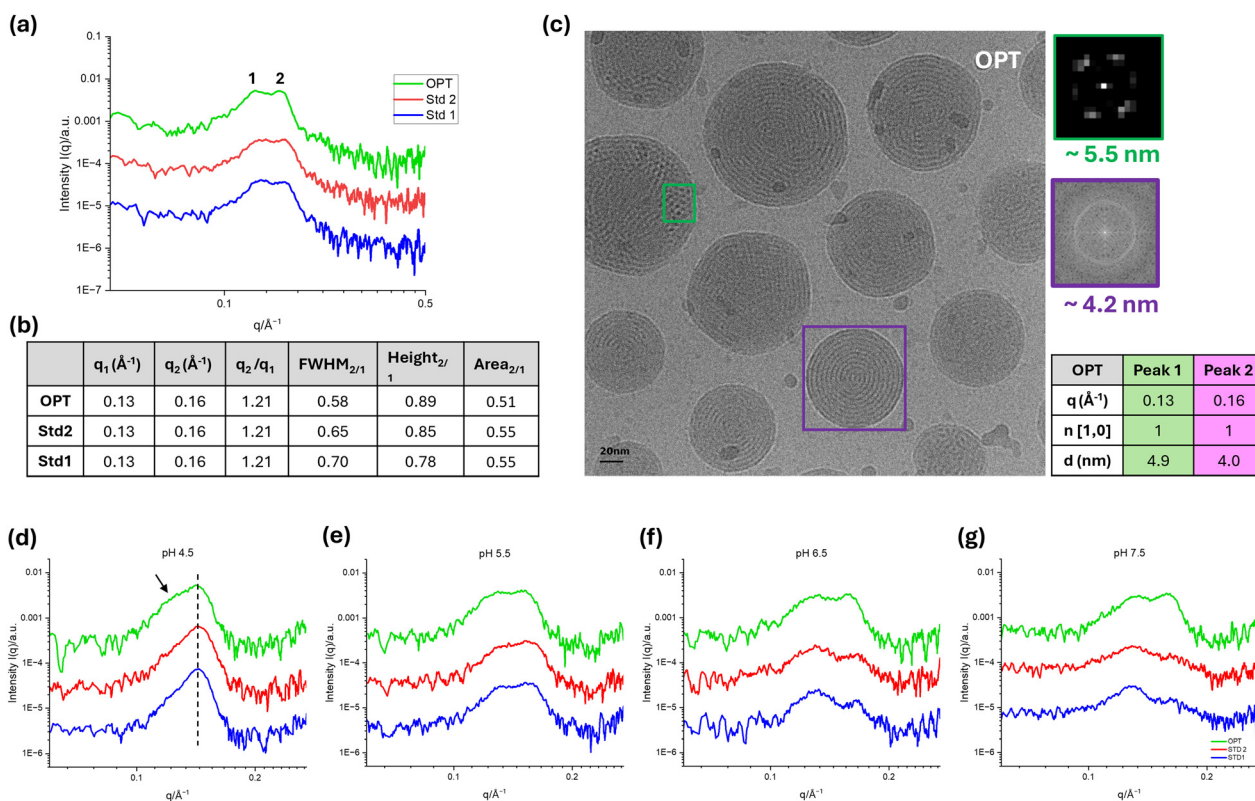 (a)
0.1
0.01
0.001
1E-4
1E-5
1E-6
1E-7
Intensity I(q)/a.u.
1 2
OPT
Std 2
Std 1
0.1 0.5
q/Å⁻¹
(b)
q₁ (Å⁻¹) q₂ (Å⁻¹) q₂/q₁ FWHM₂/₁ Height₂/₁ Area₂/₁
OPT 0.13 0.16 1.21 0.58 0.89 0.51
Std2 0.13 0.16 1.21 0.65 0.85 0.55
Std1 0.13 0.16 1.21 0.70 0.78 0.55
(c)
OPT
20nm
~ 5.5 nm
~ 4.2 nm
OPT Peak 1 Peak 2
q (Å⁻¹) 0.13 0.16
n [1,0] 1 1
d (nm) 4.9 4.0
(d)
pH 4.5
0.01
0.001
1E-4
1E-5
1E-6
Intensity I(q)/a.u.
0.1 0.2
q/Å⁻¹
(e)
pH 5.5
0.01
0.001
1E-4
1E-5
1E-6
Intensity I(q)/a.u.
0.1 0.2
q/Å⁻¹
(f)
pH 6.5
0.01
0.001
1E-4
1E-5
1E-6
Intensity I(q)/a.u.
0.1 0.2
q/Å⁻¹
(g)
pH 7.5
0.01
0.001
1E-4
1E-5
1E-6
Intensity I(q)/a.u.
OPT
STD 2
STD1
0.1 0.2
q/Å⁻¹